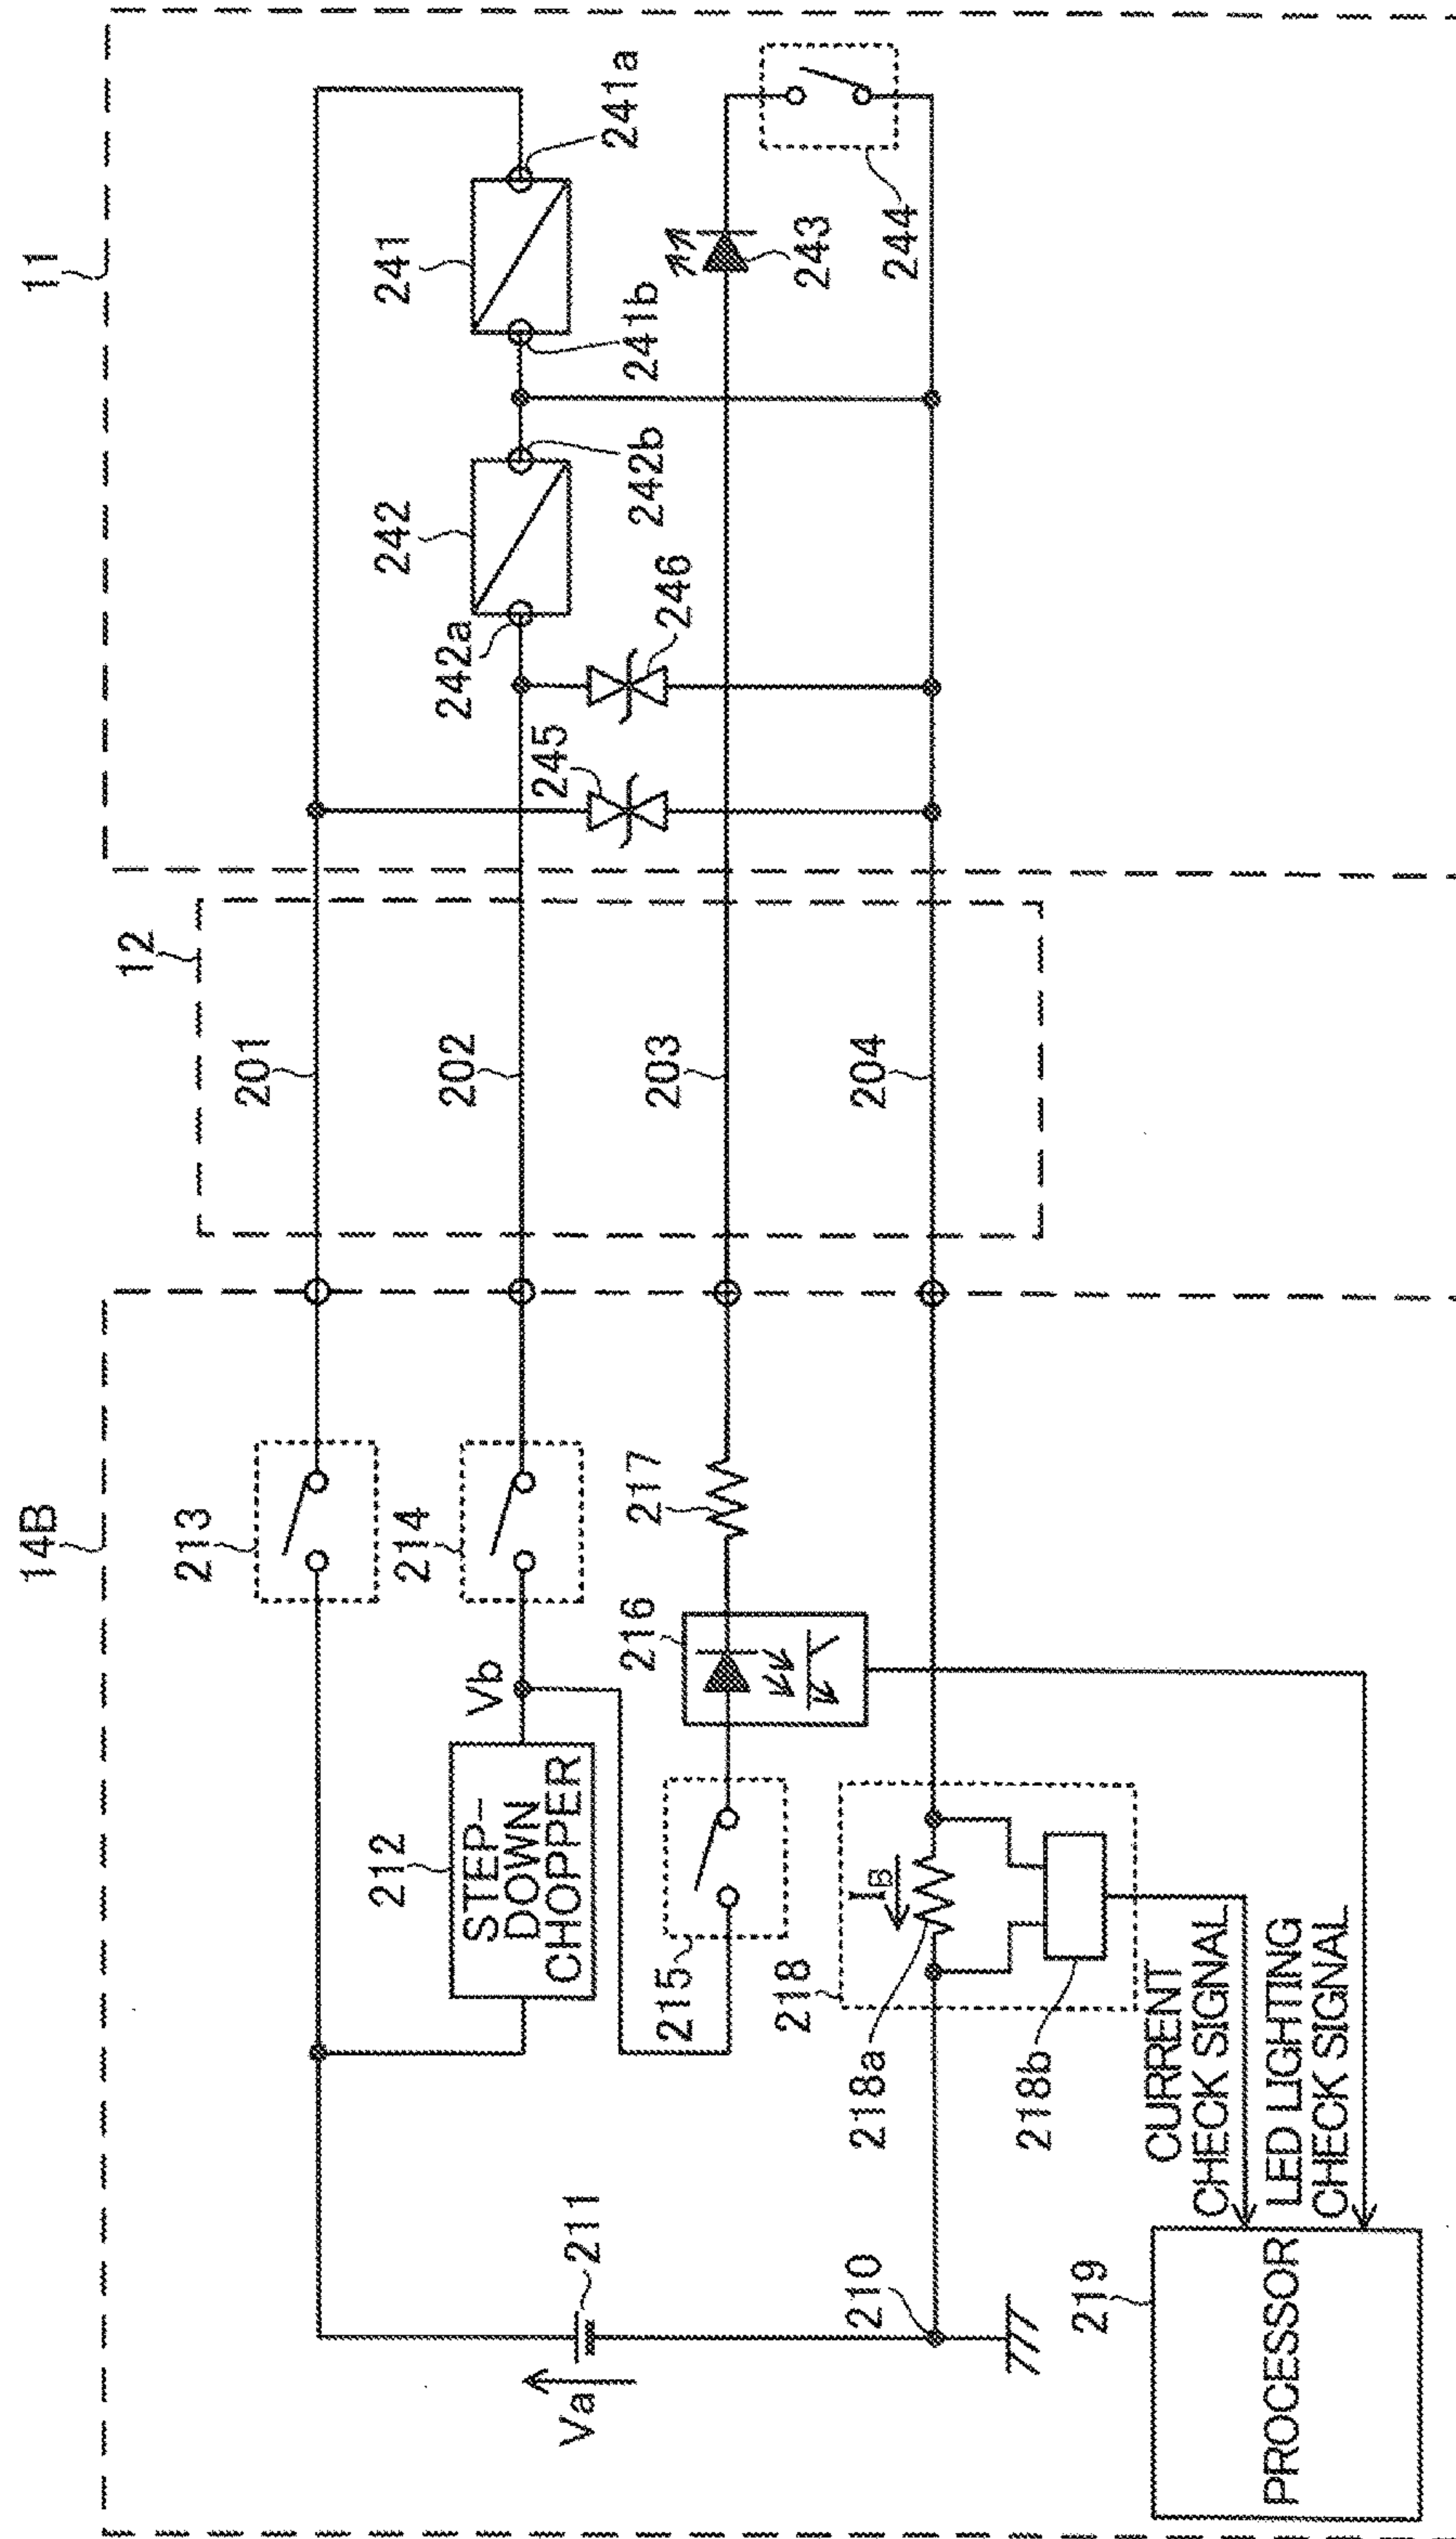 14B
12
11
213
201
241
241a
241b
242
242a
242b
Va
211
212
STEP-
DOWN
CHOPPER
Vb
214
202
245
246
215
216
217
203
243
244
210
218
218a
218b
I_B
204
219
PROCESSOR
CURRENT
CHECK SIGNAL
LED LIGHTING
CHECK SIGNAL